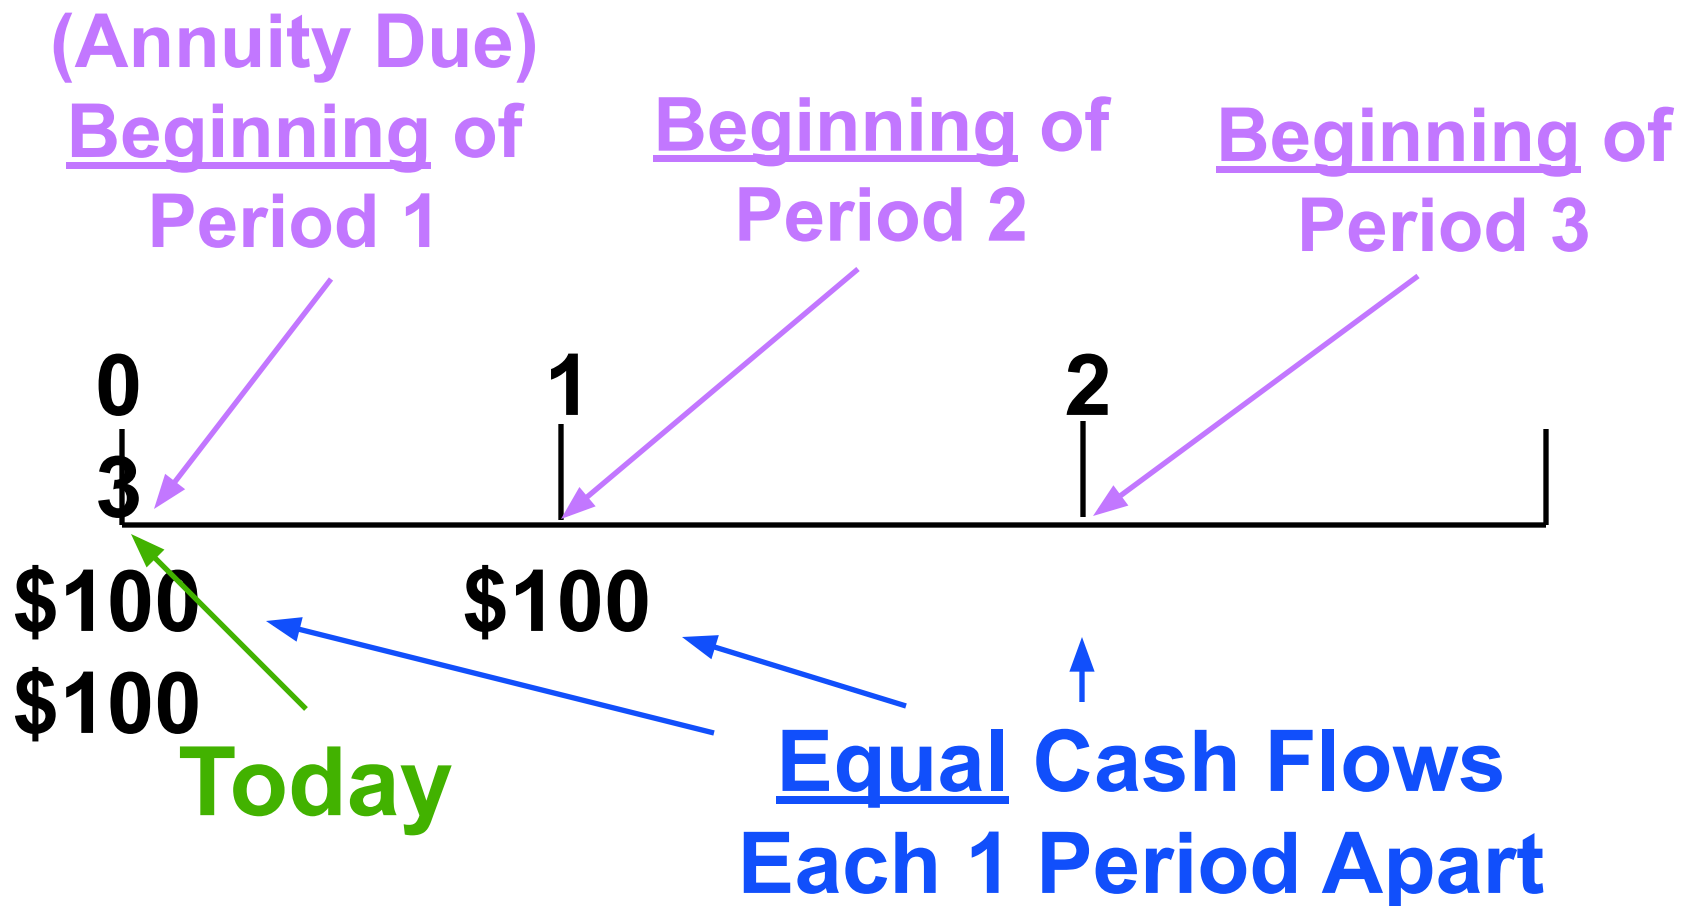 (Annuity Due)
Beginning of
Period 1
Beginning of
Period 2
Beginning of
Period 3
0 1 2
3
$100 $100
$100
Today
Equal Cash Flows
Each 1 Period Apart